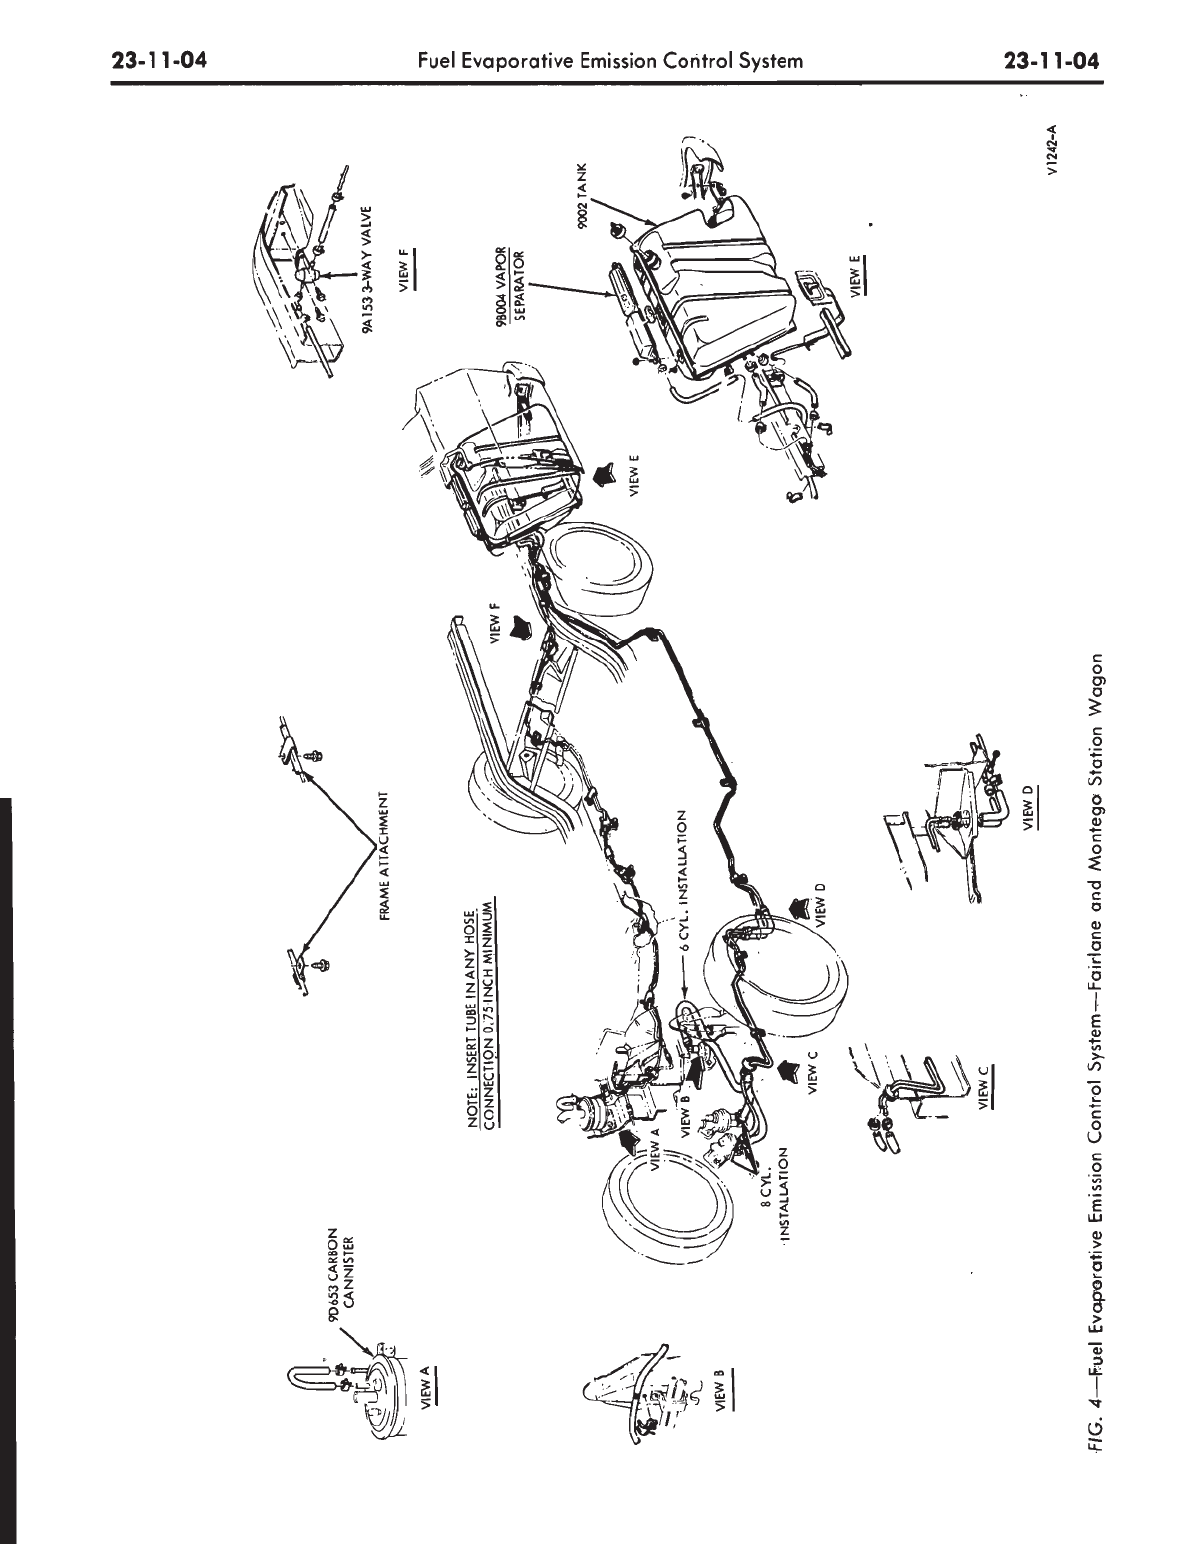 23-11-04 Fuel Evaporative Emission Control System 23-11-04
9D653 CARBON
CANNISTER
VIEW A
FRAME ATTACHMENT
9A153 3-WAY VALVE
VIEW F
NOTE: INSERT TUBE IN ANY HOSE
CONNECTION 0.75 INCH MINIMUM
VIEW F
9B004 VAPOR
SEPARATOR
9002 TANK
VIEW E
VIEW E
VIEW A
VIEW B
6 CYL. INSTALLATION
8 CYL.
INSTALLATION
VIEW C
VIEW D
VIEW B
VIEW C
VIEW D
V1242-A
FIG. 4—Fuel Evaporative Emission Control System—Fairlane and Montego Station Wagon